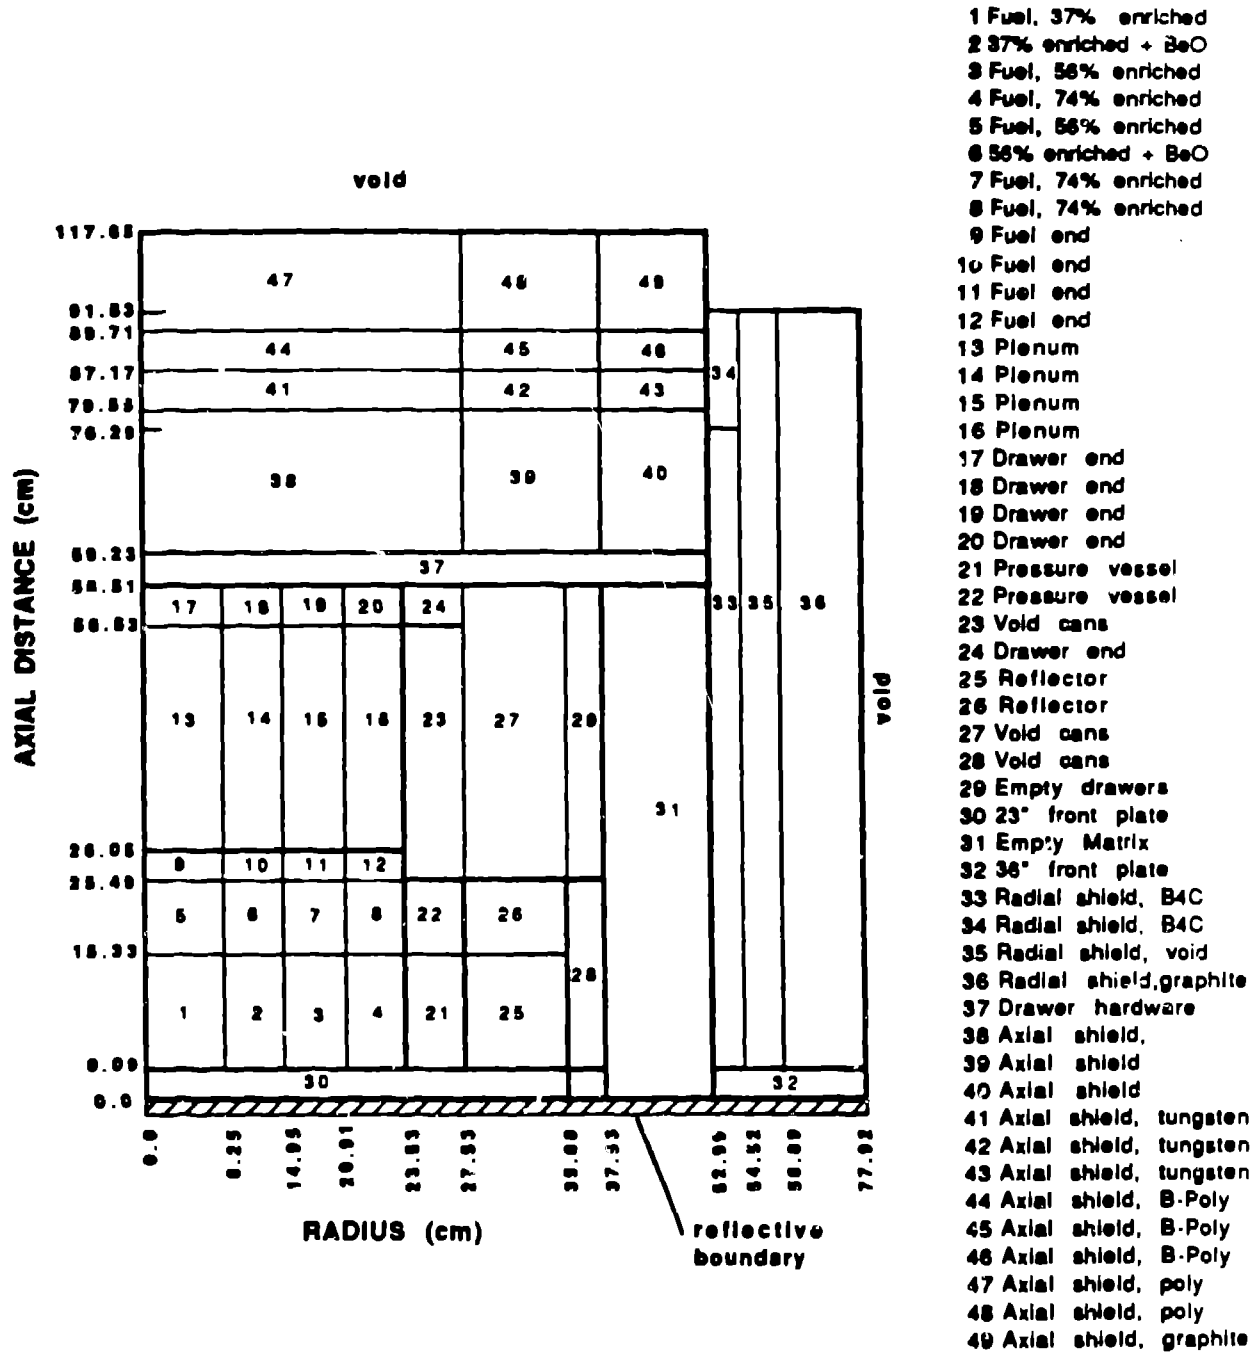 void
117.65
91.53
89.71
87.17
79.55
76.29
59.23
58.51
56.53
26.05
25.40
15.33
0.09
0.0
AXIAL DISTANCE (cm)
47 48 49
44 45 46
41 42 43
34
38 39 40
37
17 18 19 20 24
33 35 36
13 14 15 16 23 27 29
31
9 10 11 12
5 6 7 8 22 26
28
1 2 3 4 21 25
30
32
void
0.0
14.95
20.01
23.83
27.53
37.53
54.52
77.92
RADIUS (cm)
reflective
boundary
1 Fuel, 37% enriched
2 37% enriched + BeO
3 Fuel, 56% enriched
4 Fuel, 74% enriched
5 Fuel, 56% enriched
6 56% enriched + BeO
7 Fuel, 74% enriched
8 Fuel, 74% enriched
9 Fuel end
10 Fuel end
11 Fuel end
12 Fuel end
13 Plenum
14 Plenum
15 Plenum
16 Plenum
17 Drawer end
18 Drawer end
19 Drawer end
20 Drawer end
21 Pressure vessel
22 Pressure vessel
23 Void cans
24 Drawer end
25 Reflector
26 Reflector
27 Void cans
28 Void cans
29 Empty drawers
30 23" front plate
31 Empty Matrix
32 36" front plate
33 Radial shield, B4C
34 Radial shield, B4C
35 Radial shield, void
36 Radial shield,graphite
37 Drawer hardware
38 Axial shield,
39 Axial shield
40 Axial shield
41 Axial shield, tungsten
42 Axial shield, tungsten
43 Axial shield, tungsten
44 Axial shield, B-Poly
45 Axial shield, B-Poly
46 Axial shield, B-Poly
47 Axial shield, poly
48 Axial shield, poly
49 Axial shield, graphite